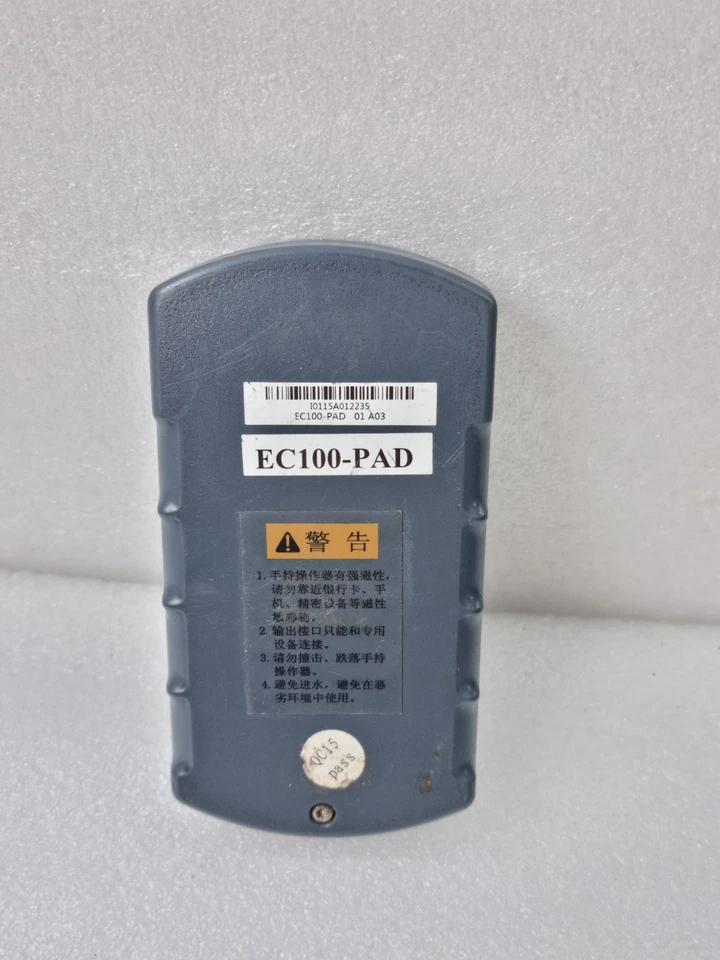 I0115A012235
EC100-PAD 01 A03
EC100-PAD
警 告
1. 手持操作器有强磁性，
请勿靠近银行卡、手
机、精密设备等磁性
敏感物。
2. 输出接口只能和专用
设备连接。
3. 请勿撞击、跌落手持
操作器。
4. 避免进水，避免在恶
劣环境中使用。
QC15
pass